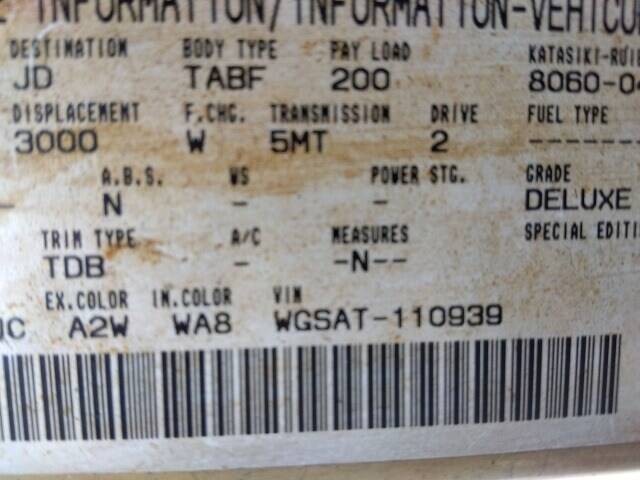 INFORMATION/INFORMATION-VEHICU
DESTINATION BODY TYPE PAY LOAD KATASIKI-RUIB
JD TABF 200 8060-04
DISPLACEMENT F.CHG. TRANSMISSION DRIVE FUEL TYPE
3000 W 5MT 2 -------
A.B.S. WS POWER STG. GRADE
- N - - DELUXE
TRIM TYPE A/C MEASURES SPECIAL EDITI
TDB - -N--
EX.COLOR IN.COLOR VIN
A2W WA8 WGSAT-110939